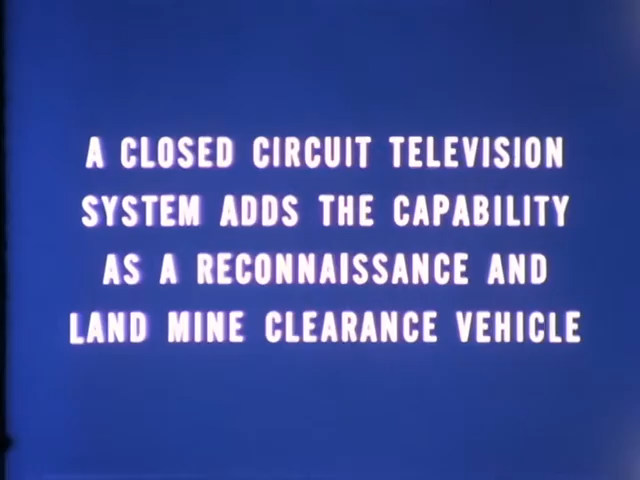 A CLOSED CIRCUIT TELEVISION
SYSTEM ADDS THE CAPABILITY
AS A RECONNAISSANCE AND
LAND MINE CLEARANCE VEHICLE